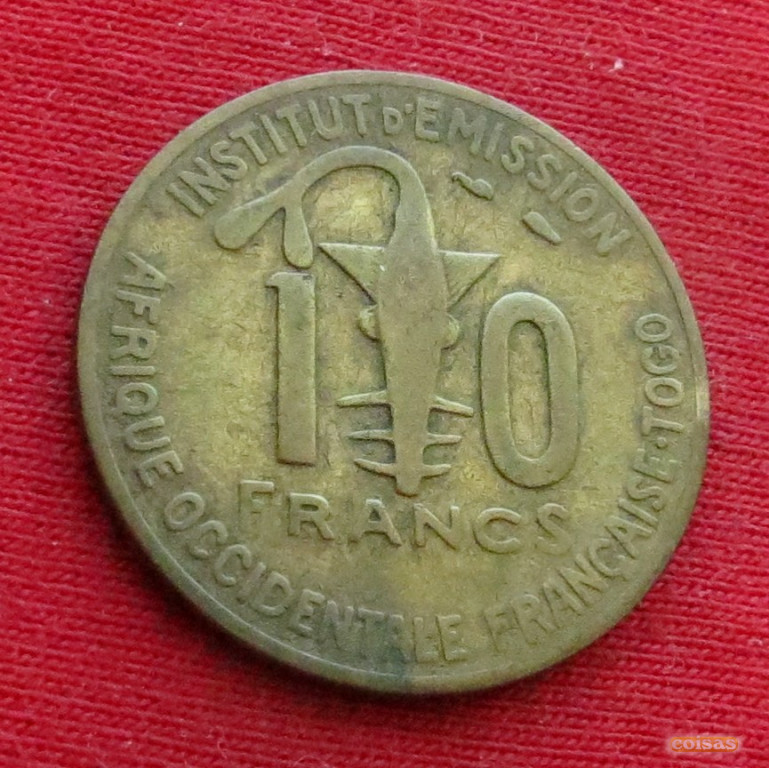 INSTITUT D'EMISSION
10
FRANCS
AFRIQUE OCCIDENTALE FRANÇAISE·TOGO
coisas